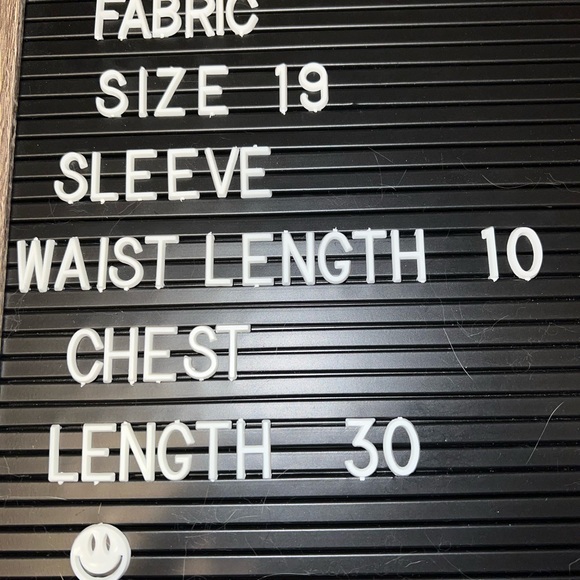 FABRIC
SIZE 19
SLEEVE
WAIST LENGTH 10
CHEST
LENGTH 30